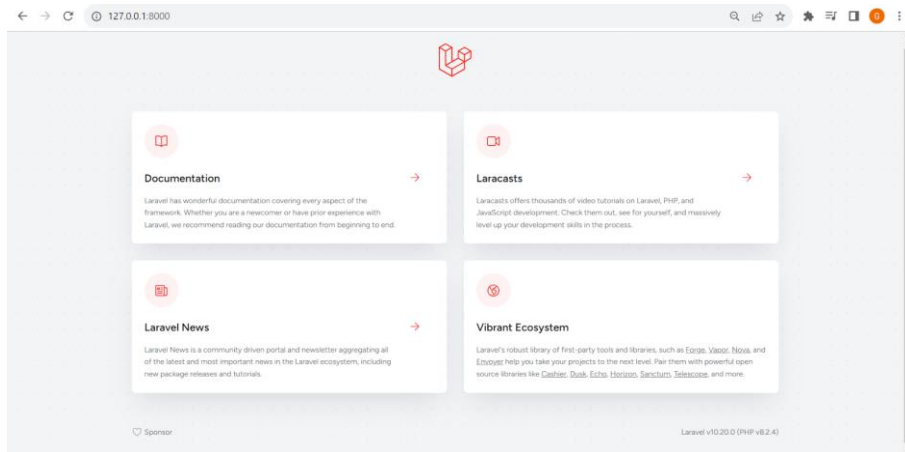 127.0.0.1:8000
G
Documentation
Laravel has wonderful documentation covering every aspect of the
framework. Whether you are a newcomer or have prior experience with
Laravel, we recommend reading our documentation from beginning to end.
Laracasts
Laracasts offers thousands of video tutorials on Laravel, PHP, and
JavaScript development. Check them out, see for yourself, and massively
level up your development skills in the process.
Laravel News
Laravel News is a community driven portal and newsletter aggregating all
of the latest and most important news in the Laravel ecosystem, including
new package releases and tutorials.
Vibrant Ecosystem
Laravel's robust library of first-party tools and libraries, such as Forge, Vapor, Nova, and
Envoyer help you take your projects to the next level. Pair them with powerful open
source libraries like Cashier, Dusk, Echo, Horizon, Sanctum, Telescope, and more.
Sponsor
Laravel v10.20.0 (PHP v8.2.4)